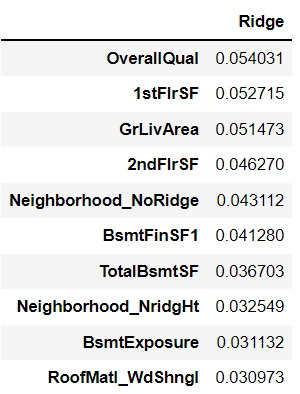 Ridge
OverallQual 0.054031
1stFlrSF 0.052715
GrLivArea 0.051473
2ndFlrSF 0.046270
Neighborhood_NoRidge 0.043112
BsmtFinSF1 0.041280
TotalBsmtSF 0.036703
Neighborhood_NridgHt 0.032549
BsmtExposure 0.031132
RoofMatl_WdShngl 0.030973